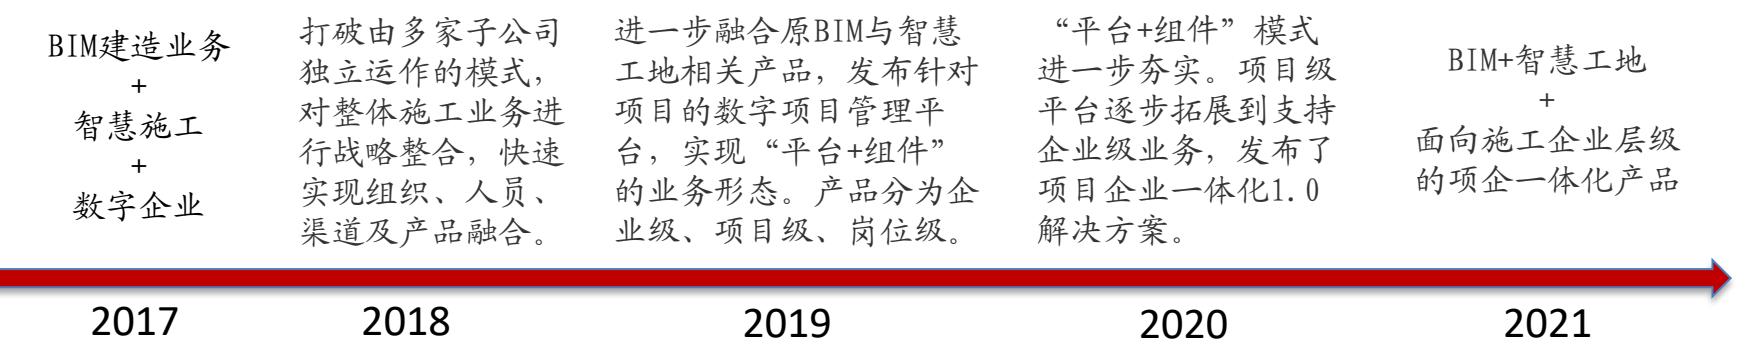 BIM建造业务
+
智慧施工
+
数字企业
打破由多家子公司
独立运作的模式，
对整体施工业务进
行战略整合，快速
实现组织、人员、
渠道及产品融合。
进一步融合原BIM与智慧
工地相关产品，发布针对
项目的数字项目管理平
台，实现“平台+组件”
的业务形态。产品分为企
业级、项目级、岗位级。
“平台+组件”模式
进一步夯实。项目级
平台逐步拓展到支持
企业级业务，发布了
项目企业一体化1.0
解决方案。
BIM+智慧工地
+
面向施工企业层级
的项企一体化产品
2017
2018
2019
2020
2021